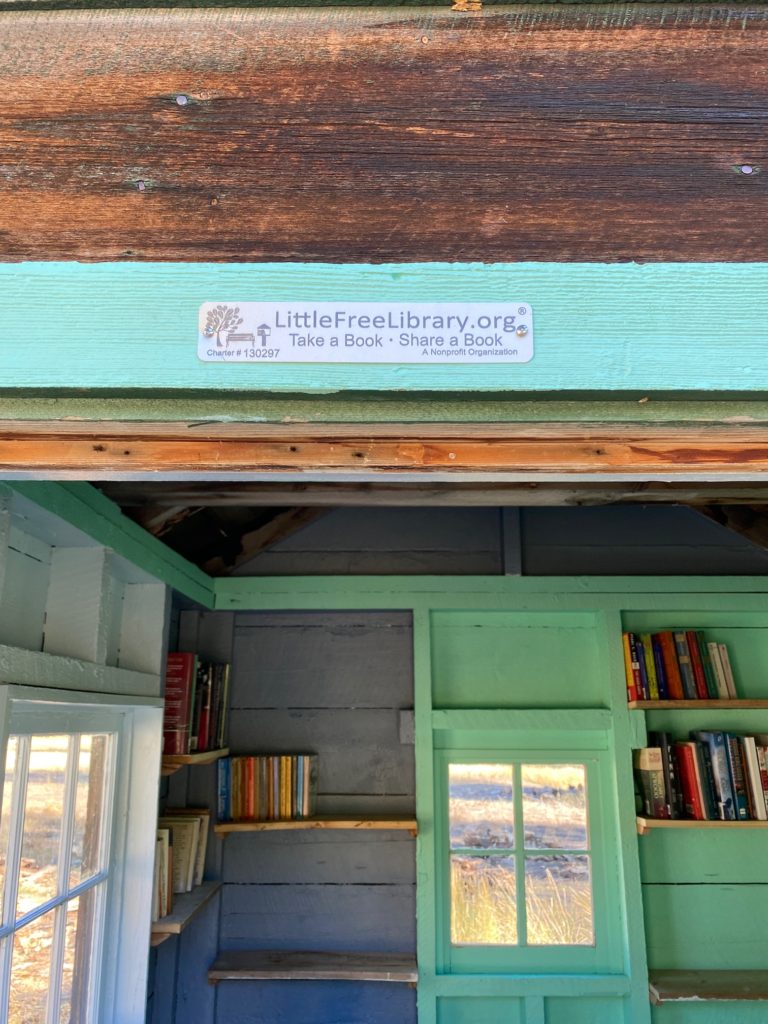 LittleFreeLibrary.org®
Take a Book • Share a Book
Charter # 130297
A Nonprofit Organization